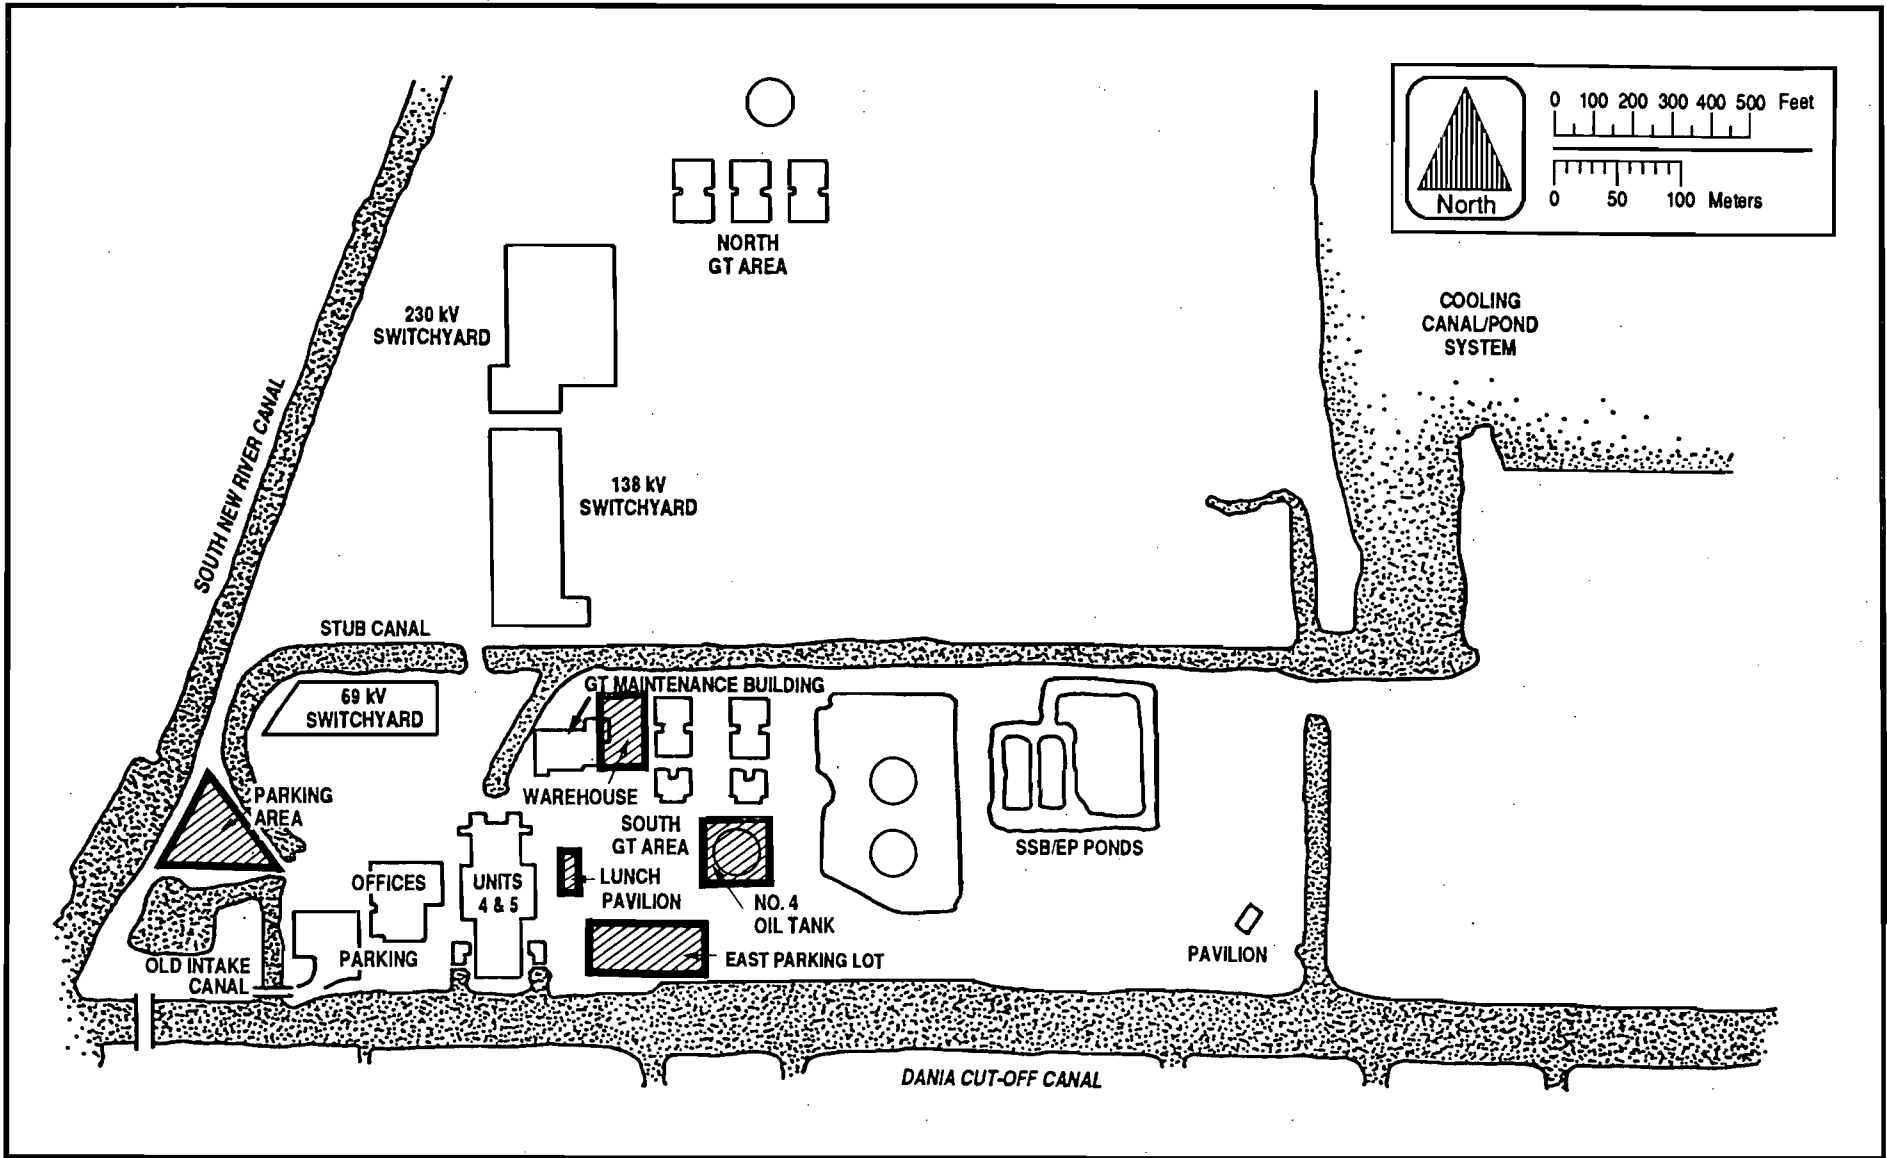 0 100 200 300 400 500 Feet
0 50 100 Meters
North
NORTH
GT AREA
230 kV
SWITCHYARD
COOLING
CANAL/POND
SYSTEM
SOUTH NEW RIVER CANAL
138 kV
SWITCHYARD
STUB CANAL
69 kV
SWITCHYARD
GT MAINTENANCE BUILDING
PARKING
AREA
WAREHOUSE
SOUTH
GT AREA
SSB/EP PONDS
OFFICES
UNITS
4 & 5
LUNCH
PAVILION
NO. 4
OIL TANK
PAVILION
OLD INTAKE
CANAL
PARKING
EAST PARKING LOT
DANIA CUT-OFF CANAL